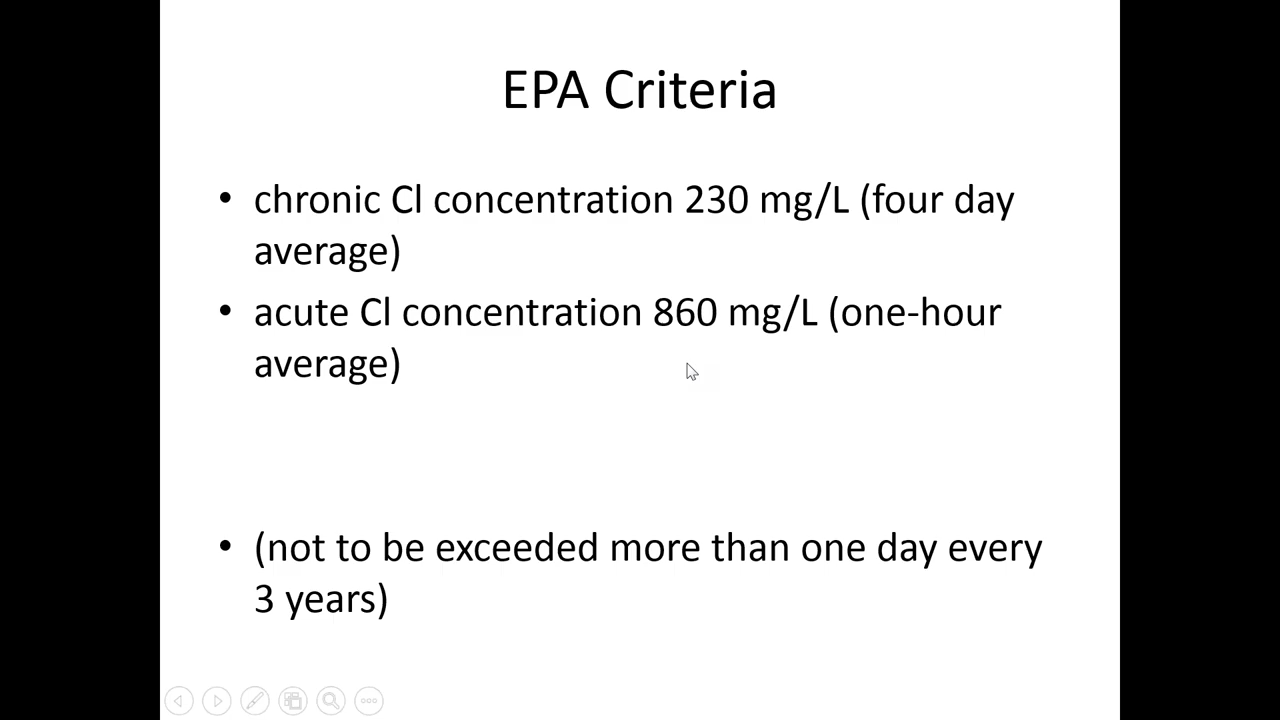 EPA Criteria
• chronic Cl concentration 230 mg/L (four day
average)
• acute Cl concentration 860 mg/L (one-hour
average)
• (not to be exceeded more than one day every
3 years)